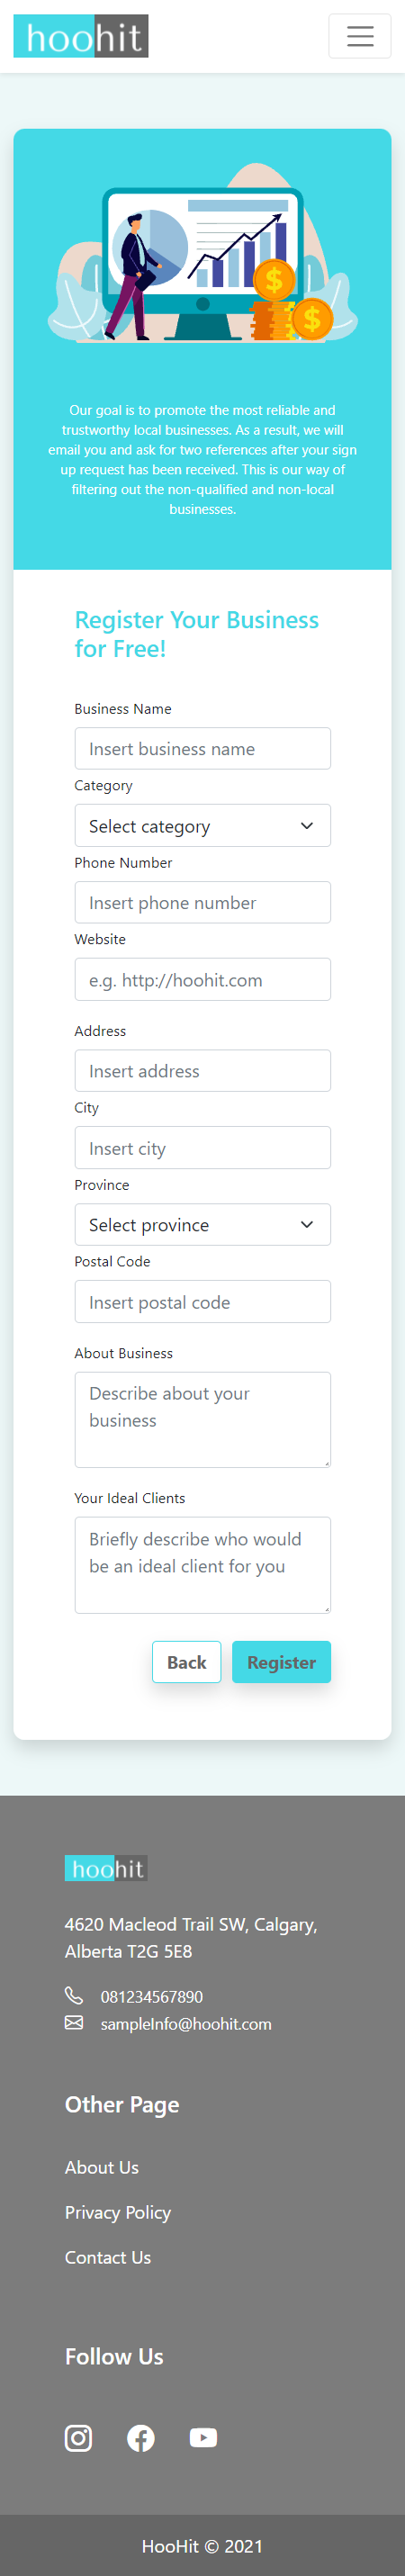 hoohit
Our goal is to promote the most reliable and
trustworthy local businesses. As a result, we will
email you and ask for two references after your sign
up request has been received. This is our way of
filtering out the non-qualified and non-local
businesses.
Register Your Business
for Free!
Business Name
Insert business name
Category
Select category
Phone Number
Insert phone number
Website
e.g. http://hoohit.com
Address
Insert address
City
Insert city
Province
Select province
Postal Code
Insert postal code
About Business
Describe about your
business
Your Ideal Clients
Briefly describe who would
be an ideal client for you
Back Register
hoohit
4620 Macleod Trail SW, Calgary,
Alberta T2G 5E8
081234567890
sampleInfo@hoohit.com
Other Page
About Us
Privacy Policy
Contact Us
Follow Us
HooHit © 2021